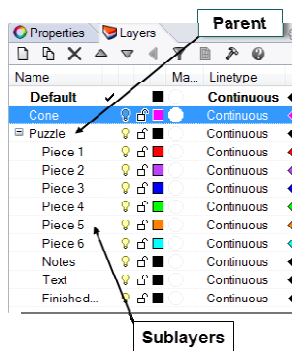 Parent
Properties Layers
Name Ma... Linetype
Default Continuous
Cone Continuous
Puzzle Continuous
Piece 1 Continuous
Piece 2 Continuous
Piece 3 Continuous
Piece 4 Continuous
Piece 5 Continuous
Piece 6 Continuous
Notes Continuous
Text Continuous
Finished... Continuous
Sublayers